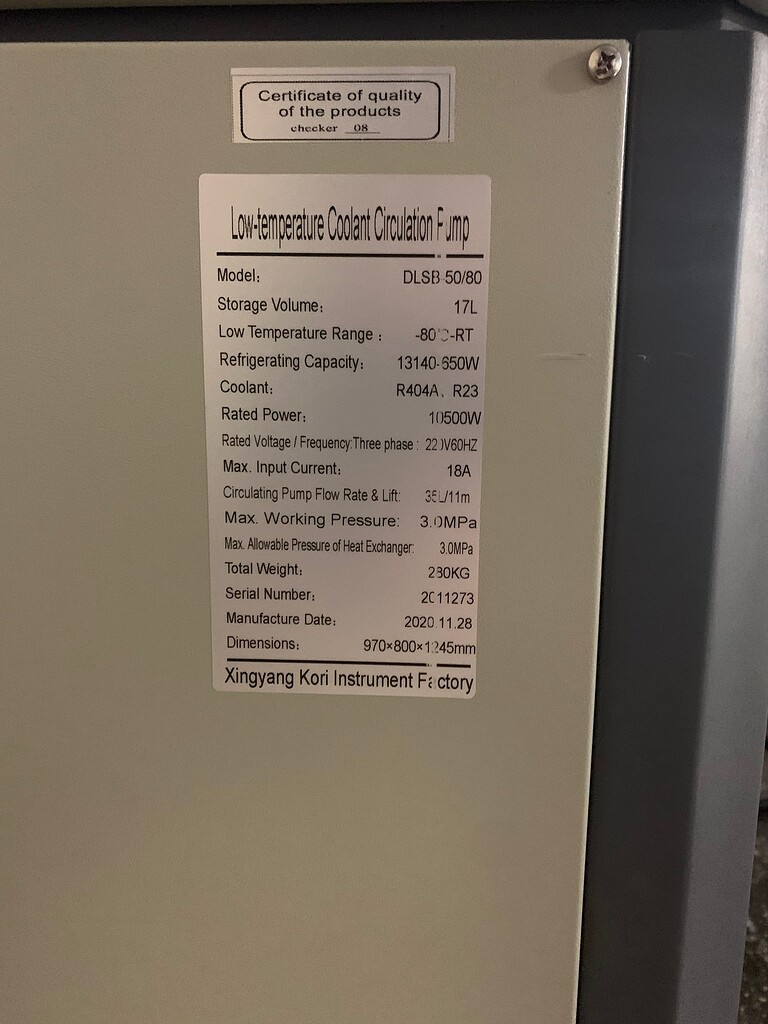 Certificate of quality
of the products
checker 08
Low-temperature Coolant Circulation Pump
Model: DLSB-50/80
Storage Volume: 17L
Low Temperature Range : -80℃-RT
Refrigerating Capacity: 13140-650W
Coolant: R404A、R23
Rated Power: 10500W
Rated Voltage / Frequency:Three phase : 220V60HZ
Max. Input Current: 18A
Circulating Pump Flow Rate & Lift: 35L/11m
Max. Working Pressure: 3.0MPa
Max. Allowable Pressure of Heat Exchanger: 3.0MPa
Total Weight: 280KG
Serial Number: 2011273
Manufacture Date: 2020.11.28
Dimensions: 970×800×1245mm
Xingyang Kori Instrument Factory